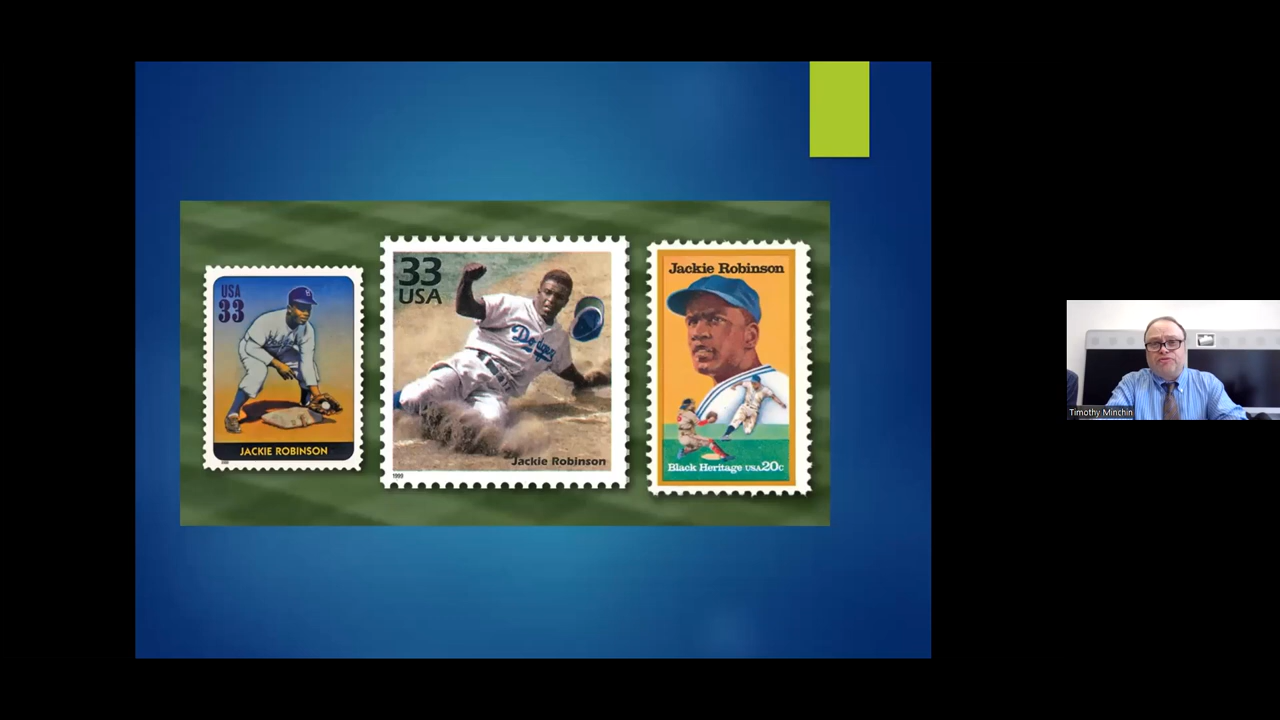 USA
33
JACKIE ROBINSON
33
USA
Dodgers
Jackie Robinson
1999
Jackie Robinson
Black Heritage USA 20c
Timothy Minchin